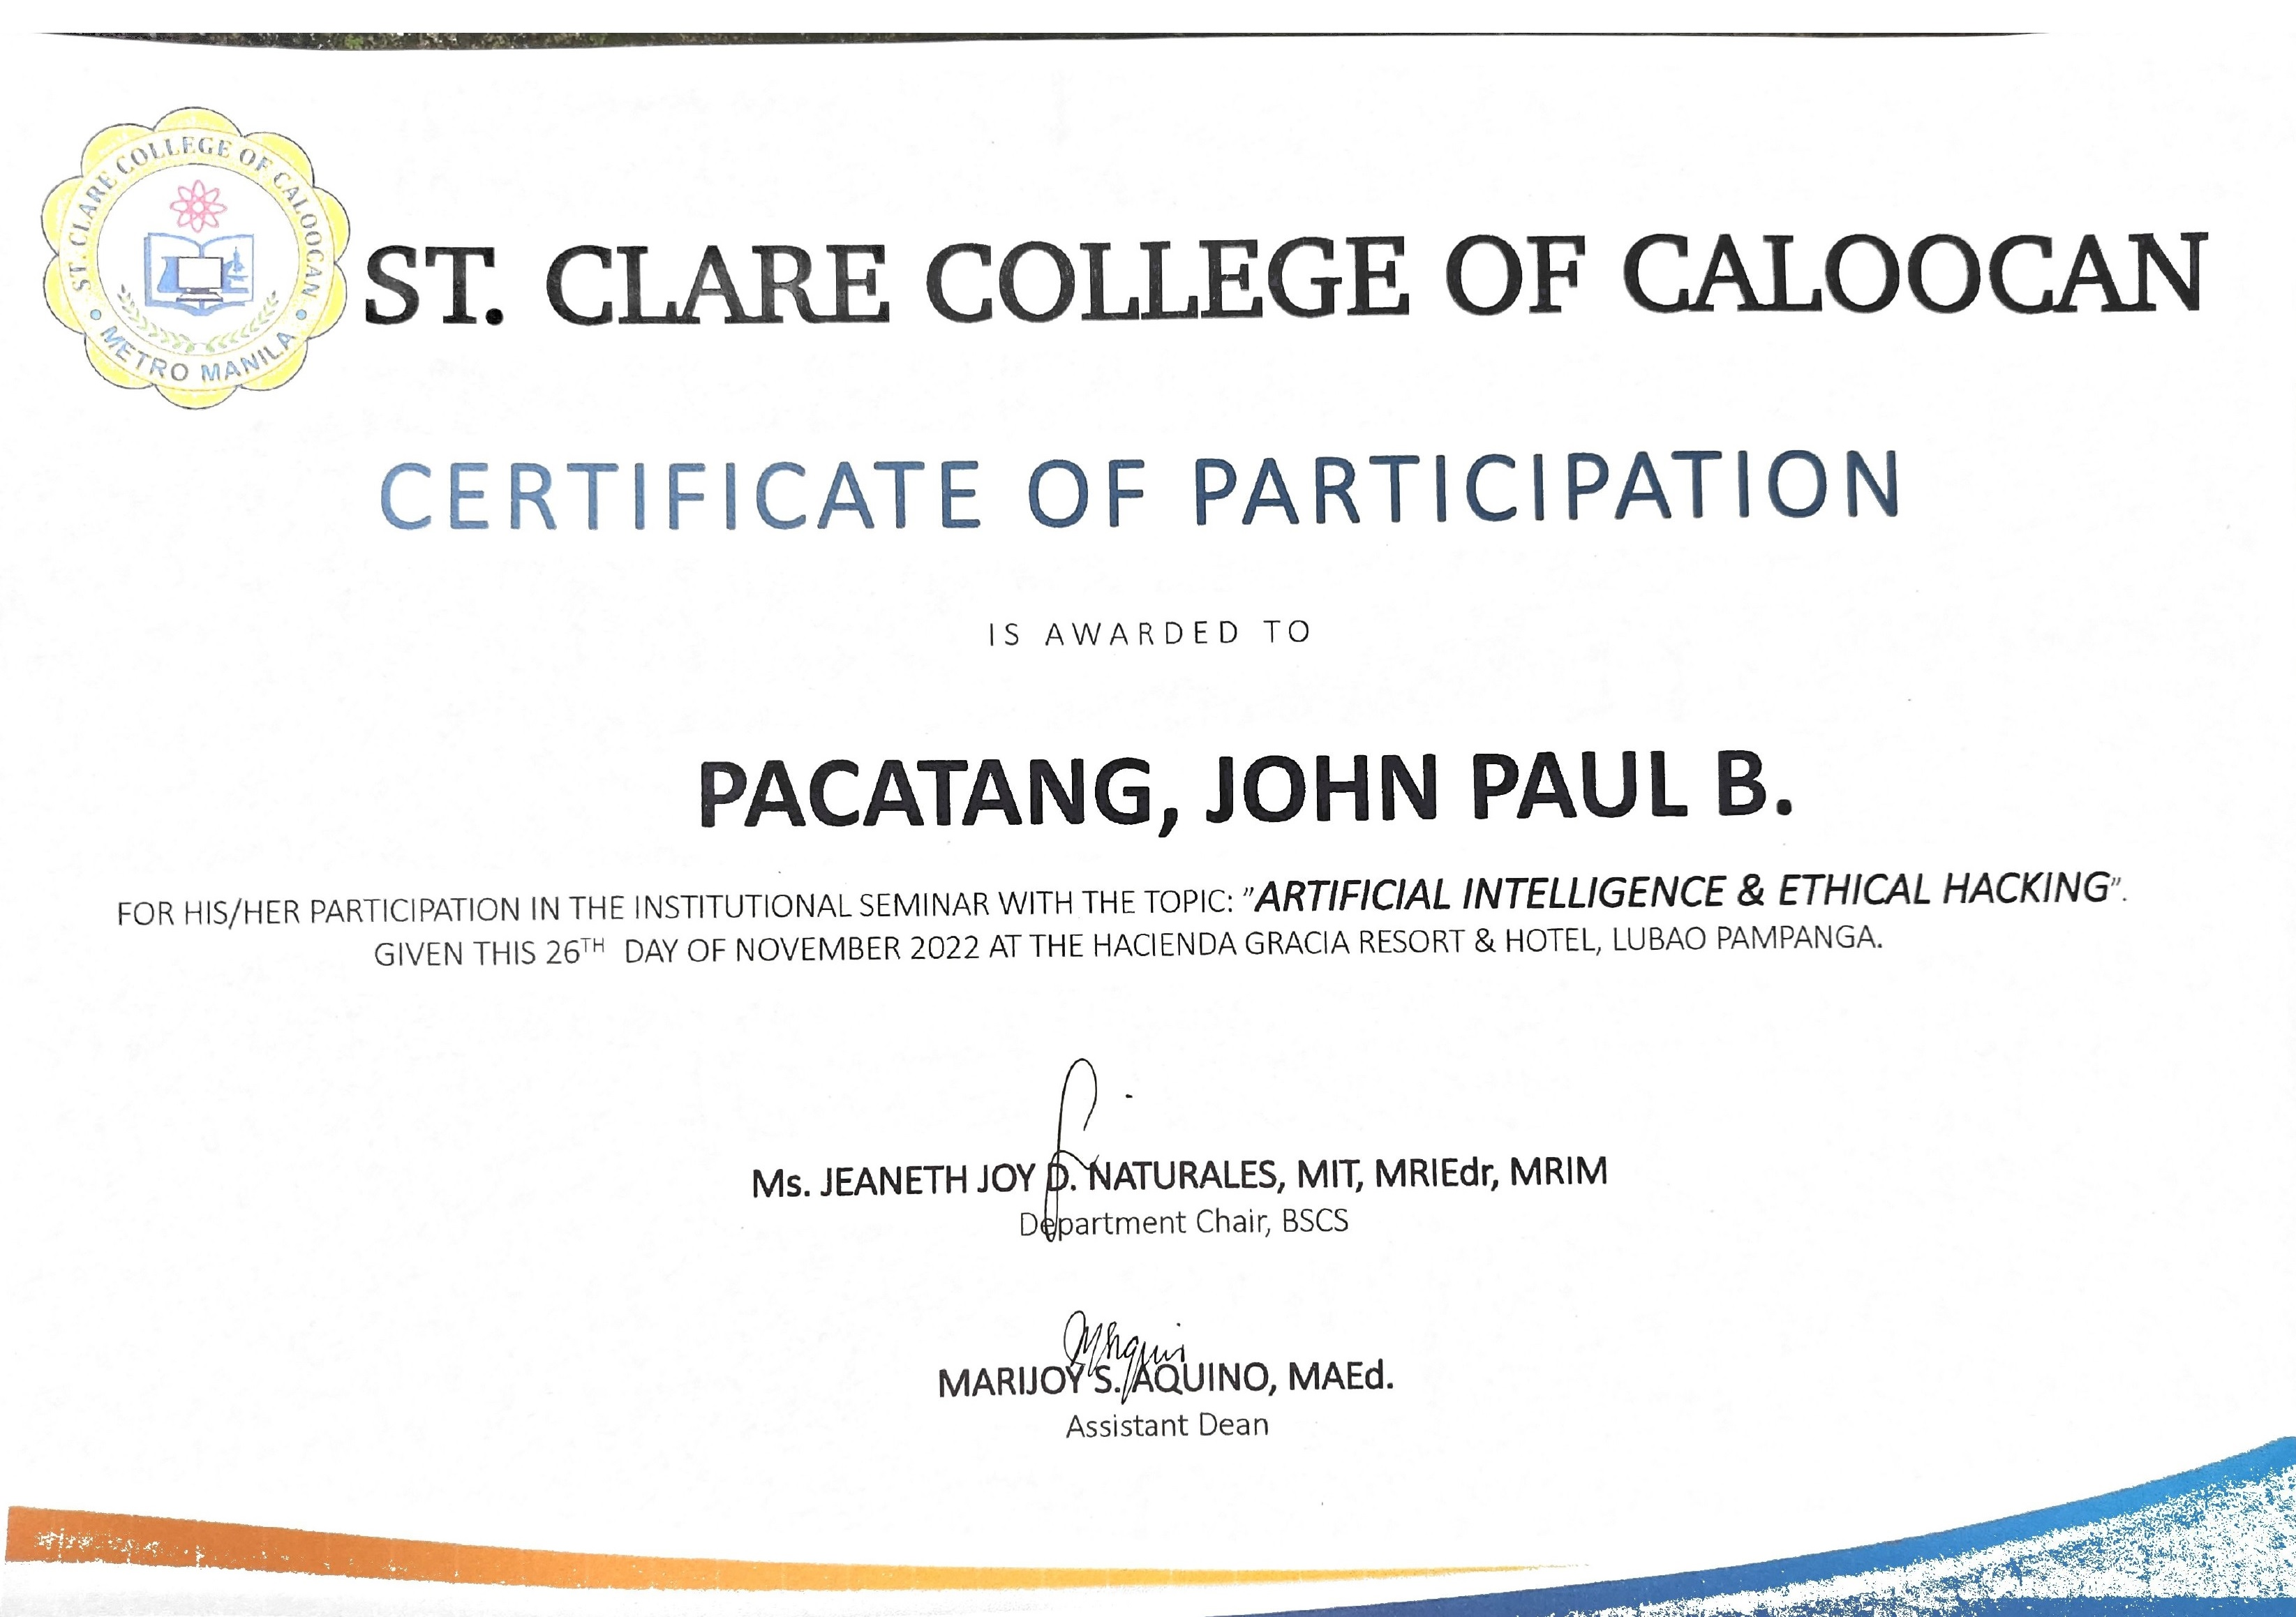 ST. CLARE COLLEGE OF CALOOCAN
• METRO MANILA •
ST. CLARE COLLEGE OF CALOOCAN
CERTIFICATE OF PARTICIPATION
IS AWARDED TO
PACATANG, JOHN PAUL B.
FOR HIS/HER PARTICIPATION IN THE INSTITUTIONAL SEMINAR WITH THE TOPIC: ”ARTIFICIAL INTELLIGENCE & ETHICAL HACKING”.
GIVEN THIS 26TH DAY OF NOVEMBER 2022 AT THE HACIENDA GRACIA RESORT & HOTEL, LUBAO PAMPANGA.
Ms. JEANETH JOY D. NATURALES, MIT, MRIEdr, MRIM
Department Chair, BSCS
MARIJOY S. AQUINO, MAEd.
Assistant Dean